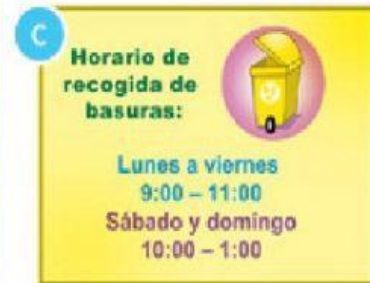 C
Horario de
recogida de
basuras:
Lunes a viernes
9:00 – 11:00
Sábado y domingo
10:00 – 1:00